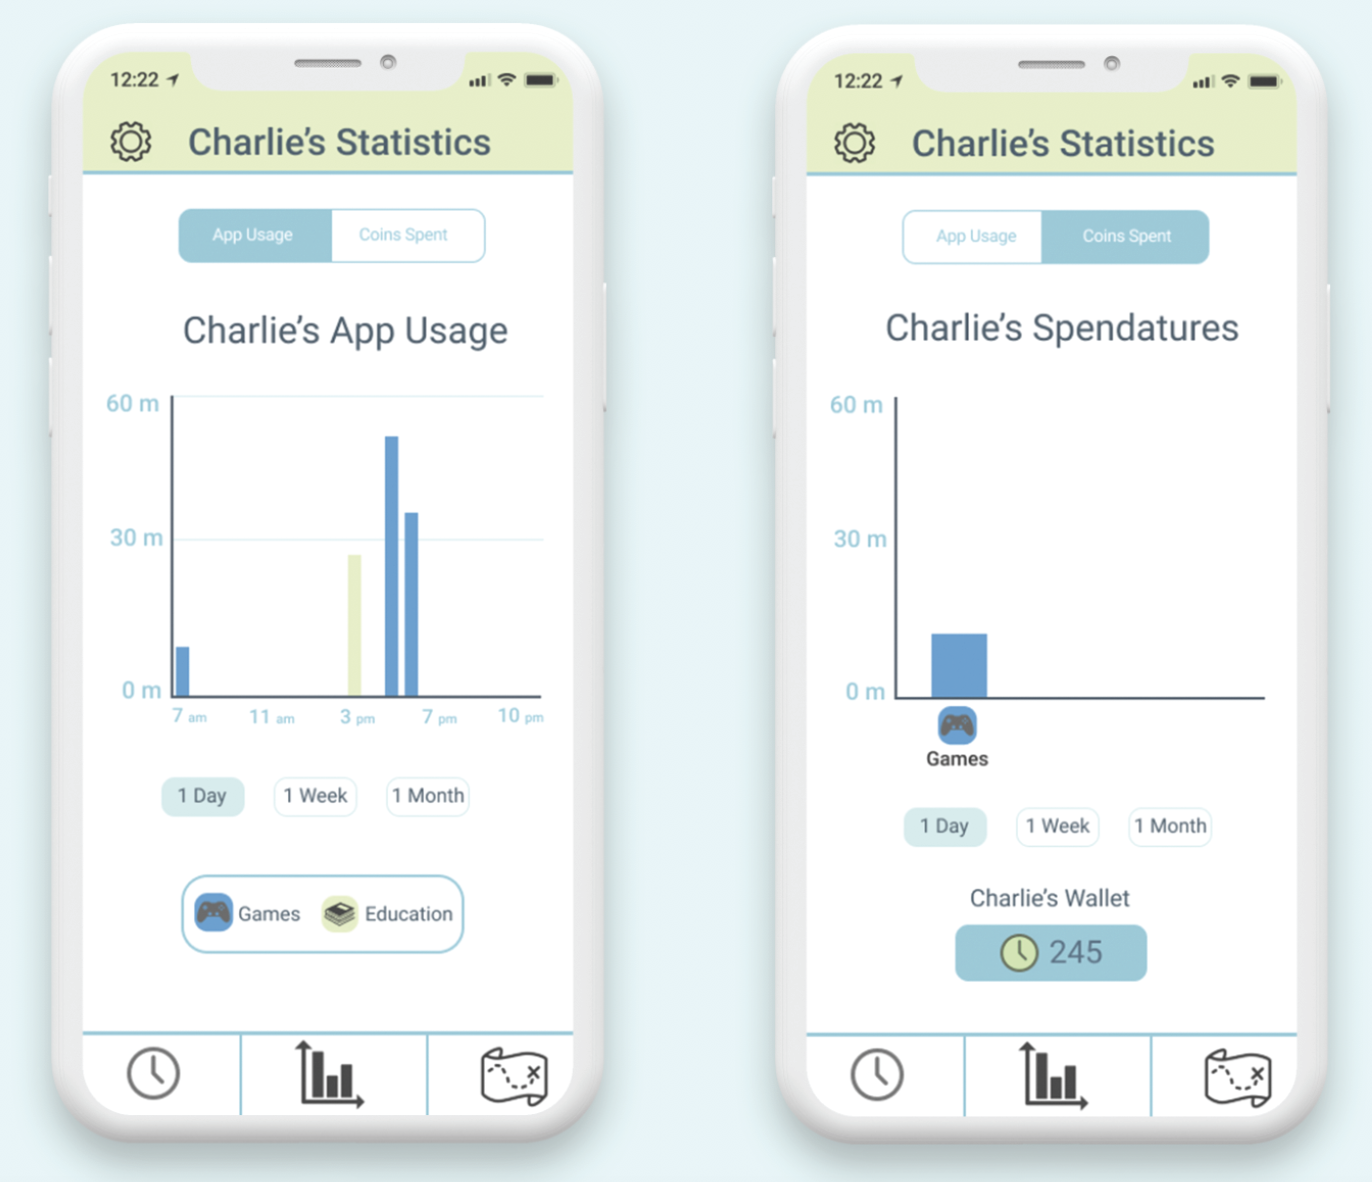 12:22
Charlie's Statistics
App Usage Coins Spent
Charlie's App Usage
60 m
30 m
0 m
7 am 11 am 3 pm 7 pm 10 pm
1 Day 1 Week 1 Month
Games Education
12:22
Charlie's Statistics
App Usage Coins Spent
Charlie's Spendatures
60 m
30 m
0 m
Games
1 Day 1 Week 1 Month
Charlie's Wallet
245